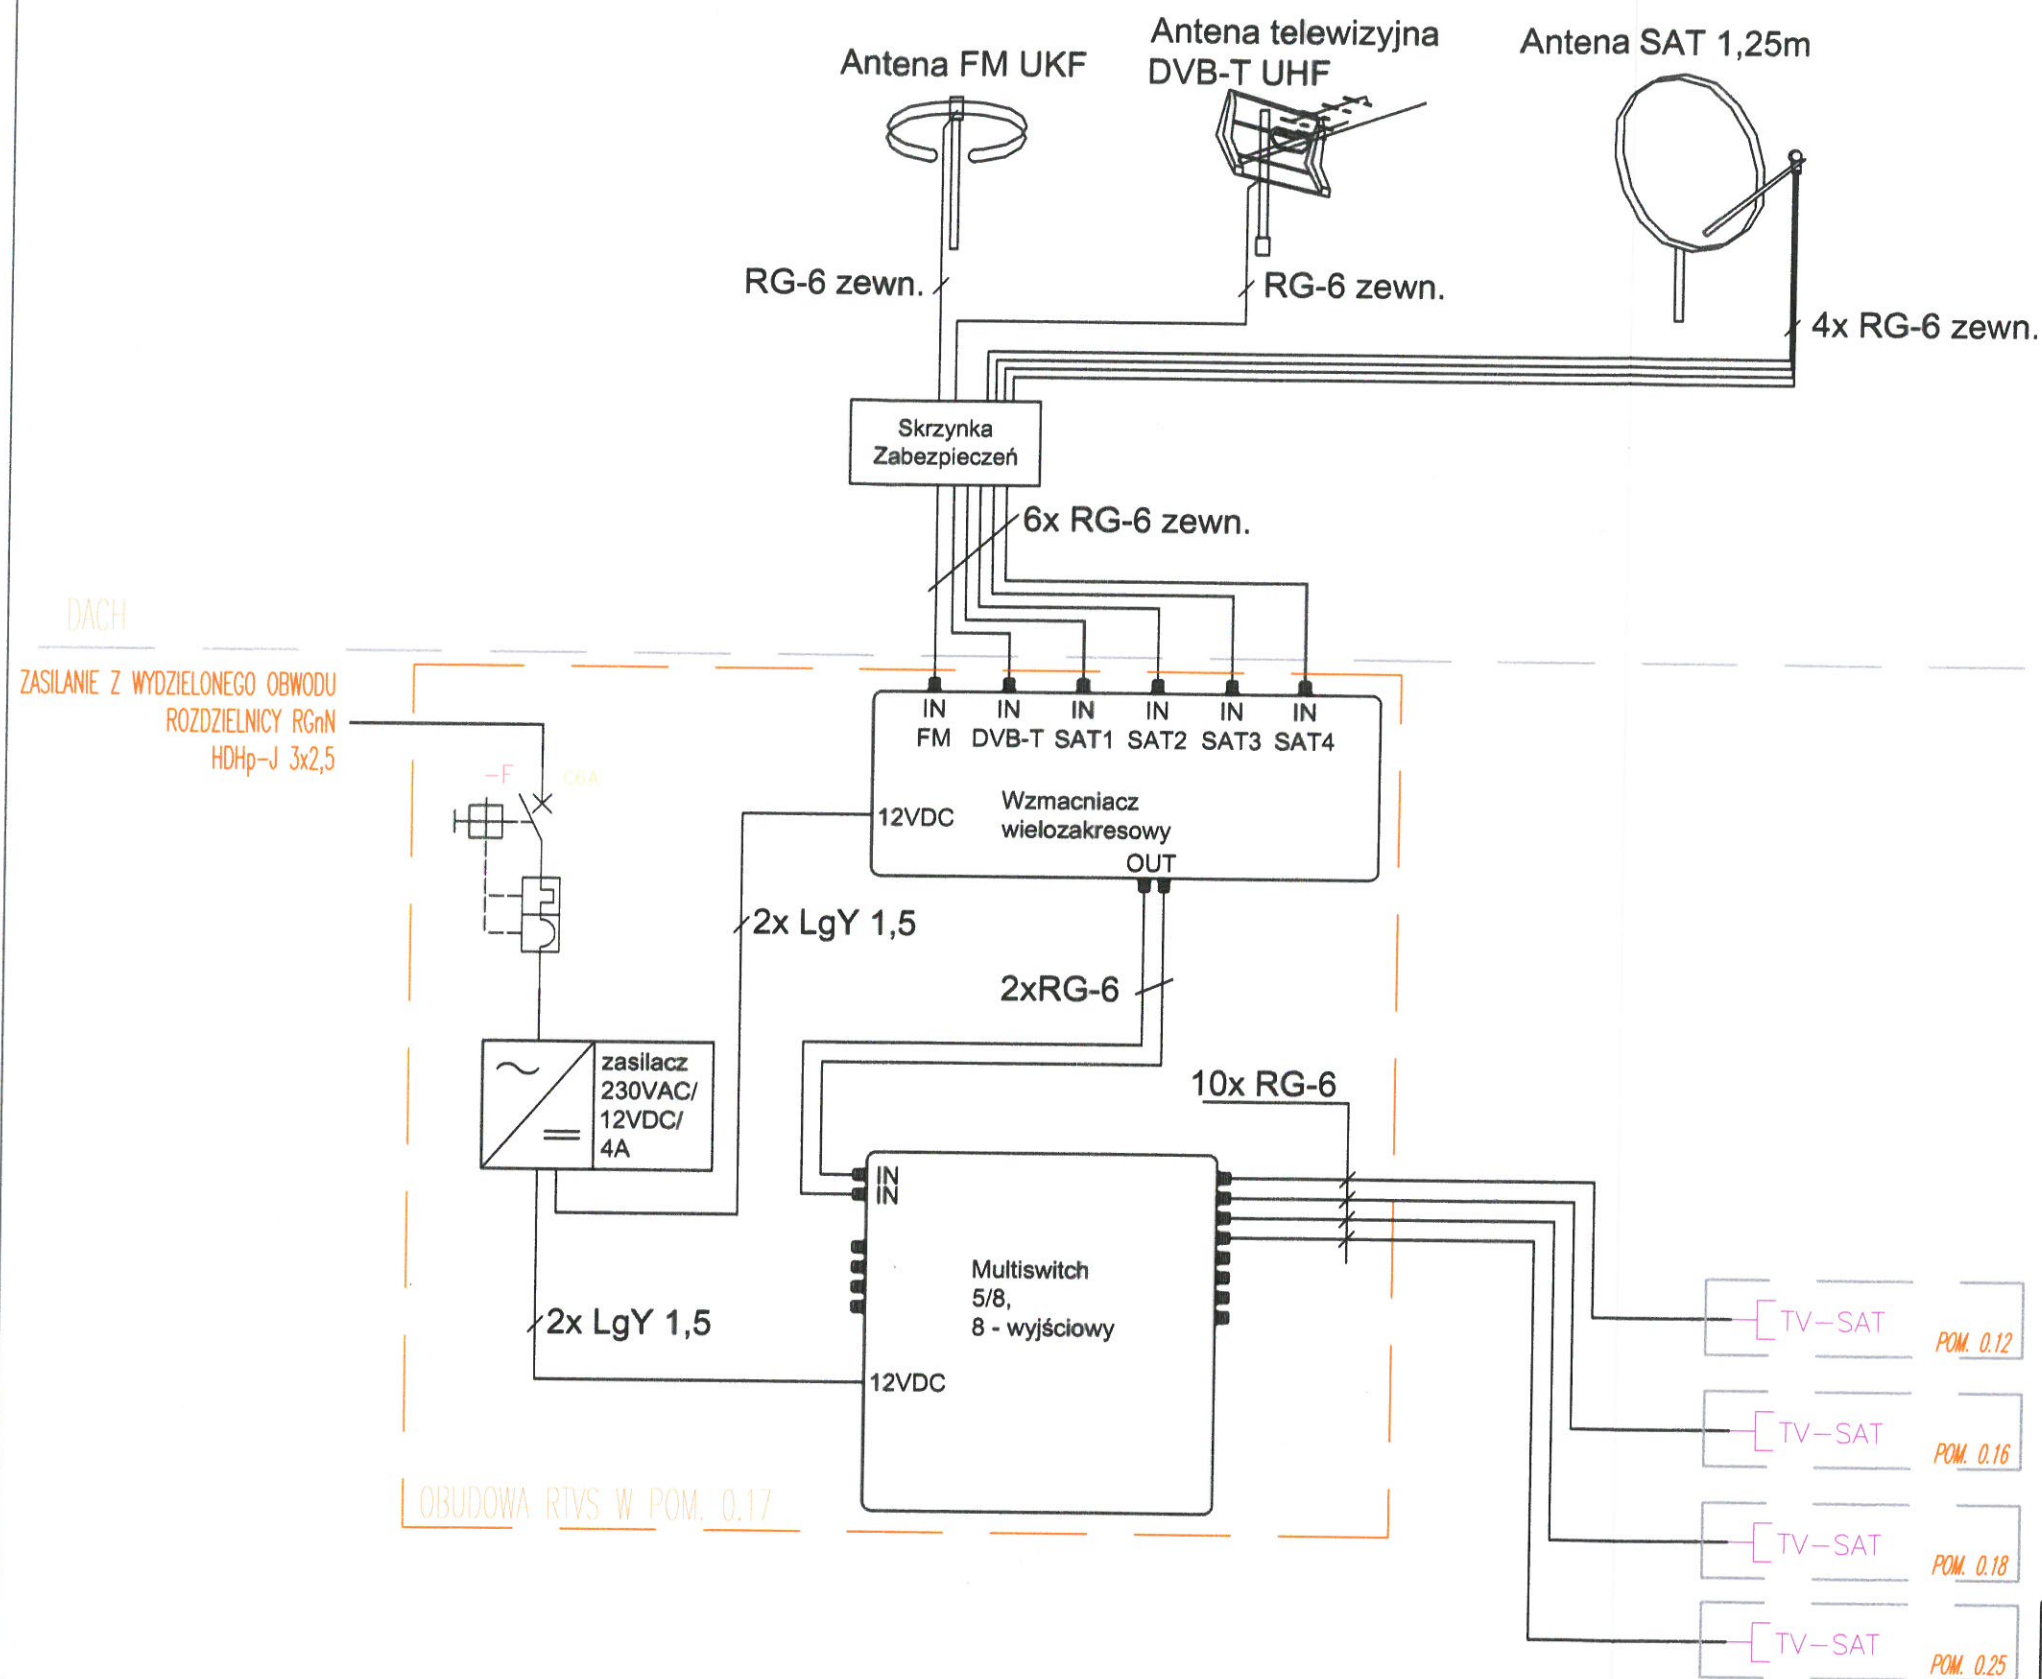 Antena FM UKF
Antena telewizyjna
DVB-T UHF
Antena SAT 1,25m
RG-6 zewn.
RG-6 zewn.
4x RG-6 zewn.
Skrzynka
Zabezpieczeń
6x RG-6 zewn.
DACH
ZASILANIE Z WYDZIELONEGO OBWODU
ROZDZIELNICY RGnN
HDHp-J 3x2,5
IN IN IN IN IN IN
FM DVB-T SAT1 SAT2 SAT3 SAT4
-F C6A
12VDC
Wzmacniacz
wielozakresowy
OUT
2x LgY 1,5
2xRG-6
zasilacz
230VAC/
12VDC/
4A
10x RG-6
IN
IN
Multiswitch
5/8,
8 - wyjściowy
2x LgY 1,5
12VDC
TV-SAT
POM. 0.12
TV-SAT
POM. 0.16
TV-SAT
POM. 0.18
TV-SAT
POM. 0.25
OBUDOWA RTVS W POM. 0.17